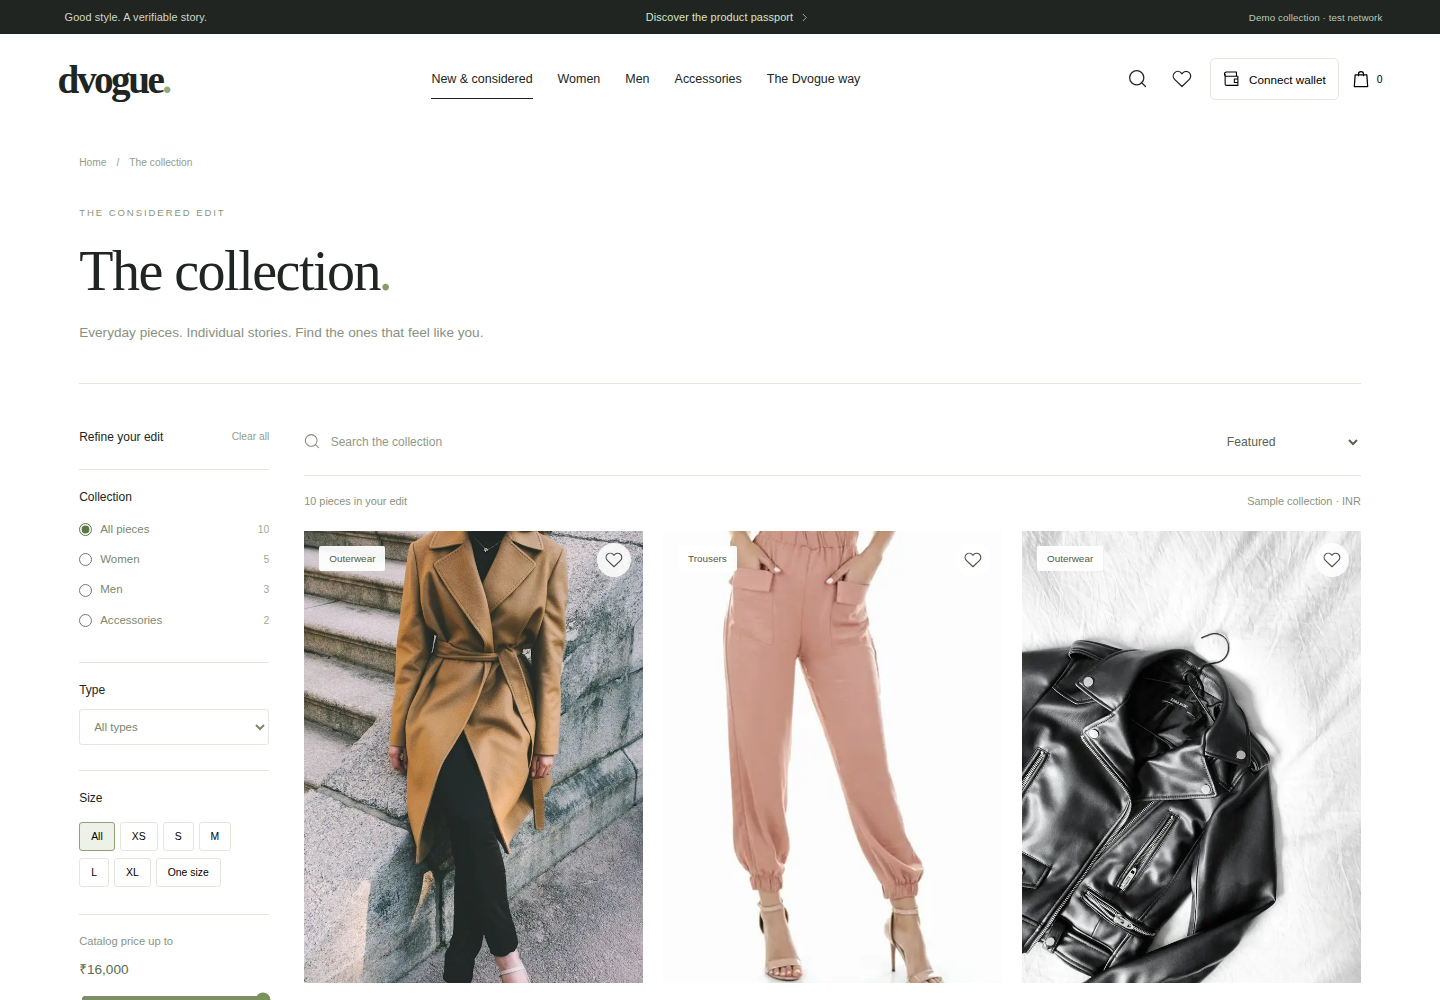 Good style. A verifiable story.
Discover the product passport
Demo collection · test network
dvogue.
New & considered
Women
Men
Accessories
The Dvogue way
Connect wallet
0
Home / The collection
THE CONSIDERED EDIT
The collection.
Everyday pieces. Individual stories. Find the ones that feel like you.
Refine your edit
Clear all
Search the collection
Featured
10 pieces in your edit
Sample collection · INR
Collection
All pieces 10
Women 5
Men 3
Accessories 2
Type
All types
Size
All XS S M
L XL One size
Catalog price up to
₹16,000
Outerwear
Trousers
Outerwear